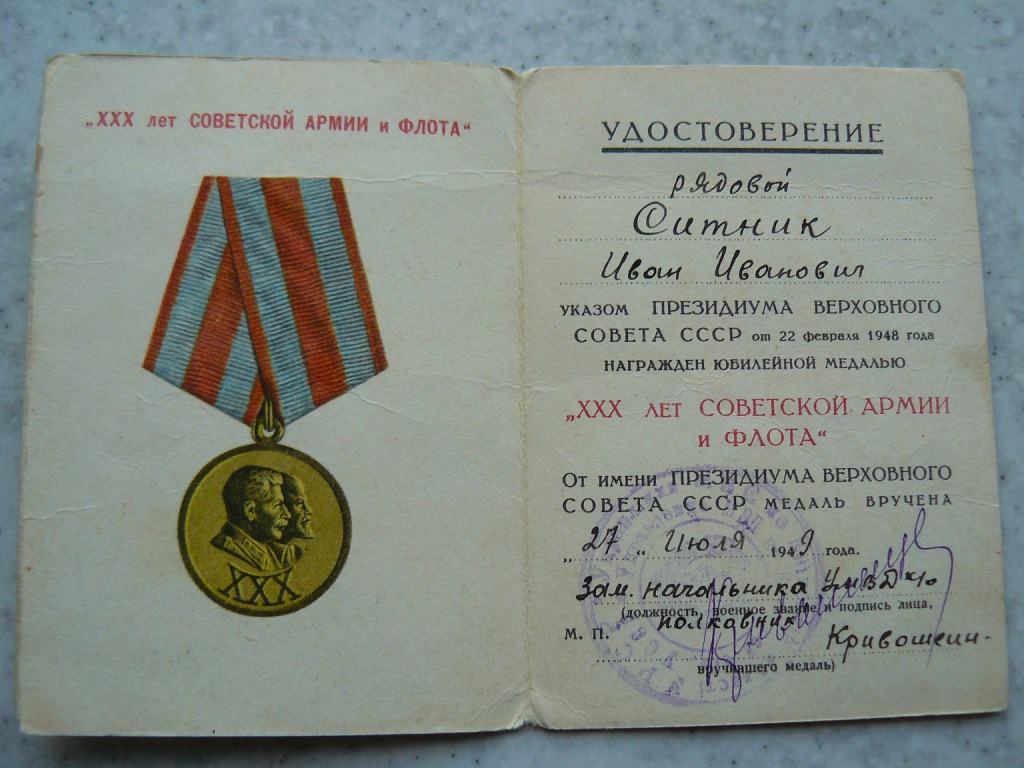 „XXX лет СОВЕТСКОЙ АРМИИ и ФЛОТА“
XXX
УДОСТОВЕРЕНИЕ
рядовой
Ситник
Иван Иванович
УКАЗОМ ПРЕЗИДИУМА ВЕРХОВНОГО
СОВЕТА СССР от 22 февраля 1948 года
НАГРАЖДЕН ЮБИЛЕЙНОЙ МЕДАЛЬЮ
„XXX ЛЕТ СОВЕТСКОЙ АРМИИ
И ФЛОТА“
От имени ПРЕЗИДИУМА ВЕРХОВНОГО
СОВЕТА СССР МЕДАЛЬ ВРУЧЕНА
„27 „ Июля 1949 года.
Зам. начальника
(должность, военное звание и подпись лица,
полковник
М. П.
Кривошеин-
вручившего медаль)